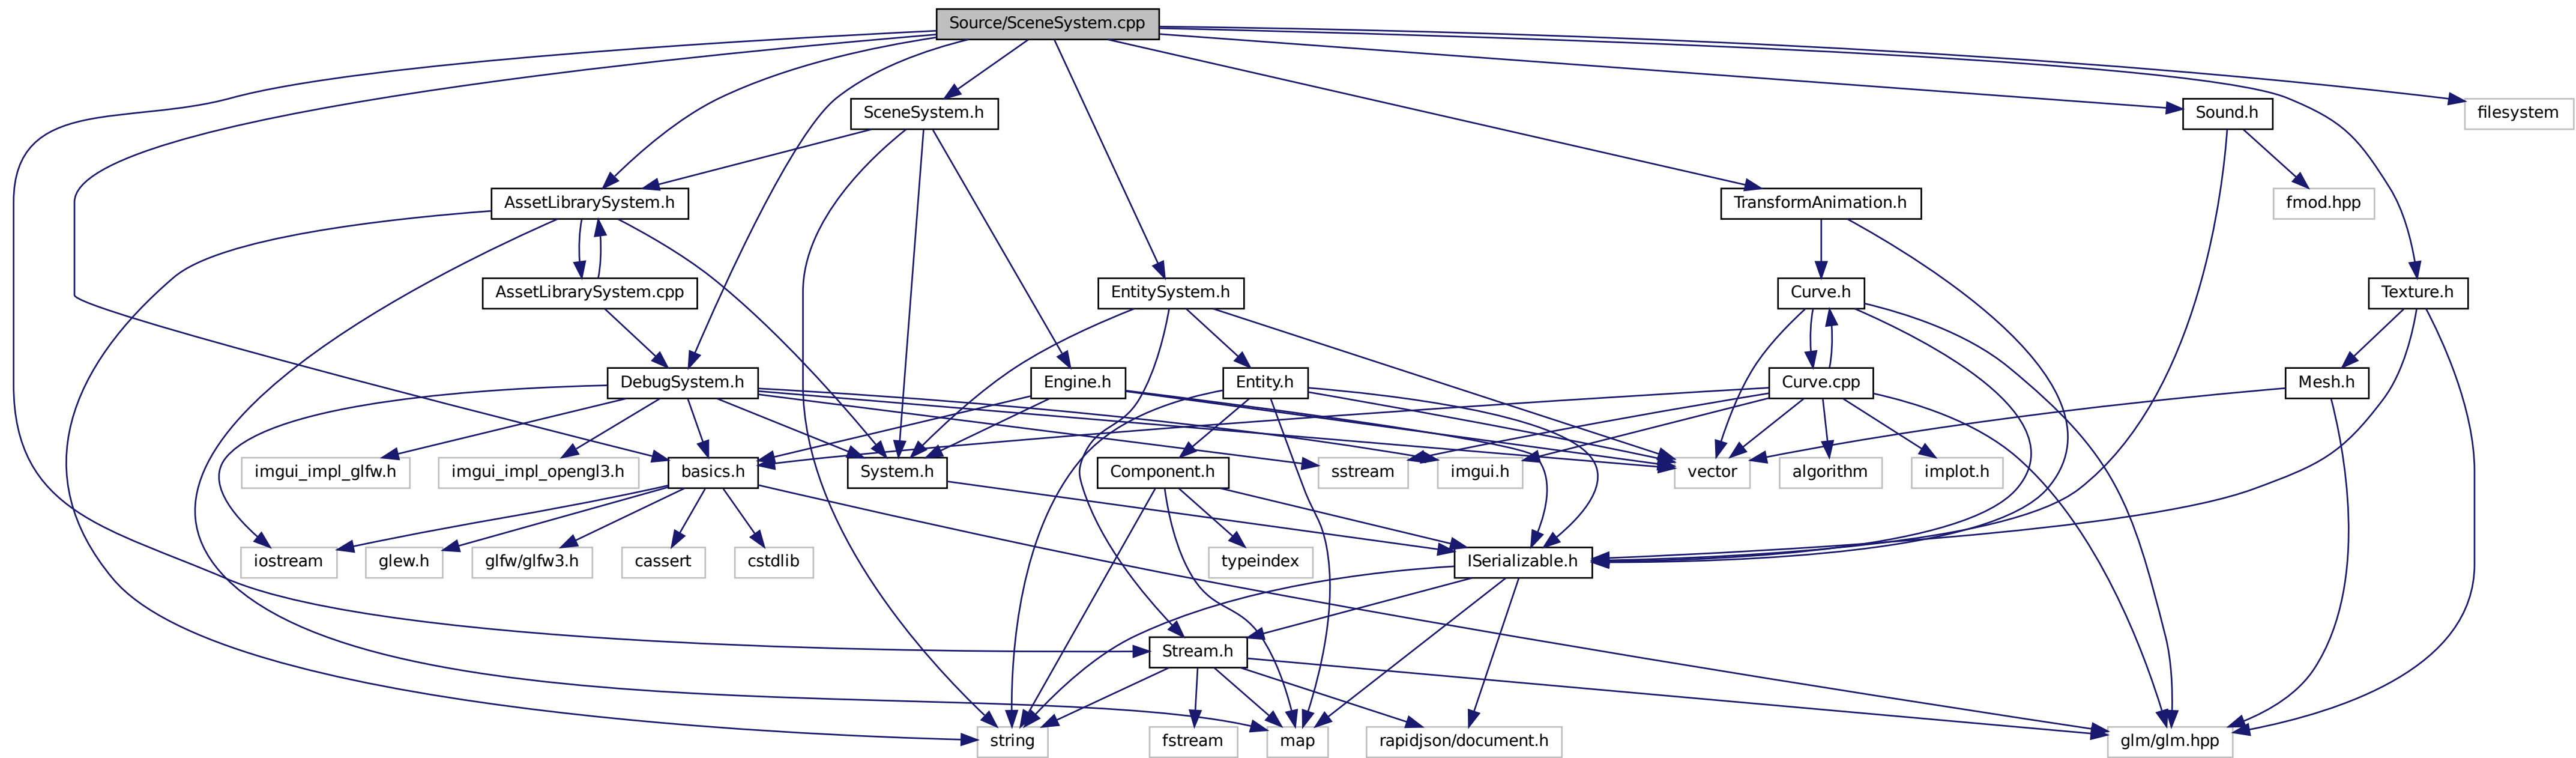 Source/SceneSystem.cpp
SceneSystem.h
Sound.h
filesystem
AssetLibrarySystem.h
TransformAnimation.h
fmod.hpp
AssetLibrarySystem.cpp
EntitySystem.h
Curve.h
Texture.h
DebugSystem.h
Engine.h
Entity.h
Curve.cpp
Mesh.h
imgui_impl_glfw.h
imgui_impl_opengl3.h
basics.h
System.h
Component.h
sstream
imgui.h
vector
algorithm
implot.h
iostream
glew.h
glfw/glfw3.h
cassert
cstdlib
typeindex
ISerializable.h
Stream.h
string
fstream
map
rapidjson/document.h
glm/glm.hpp